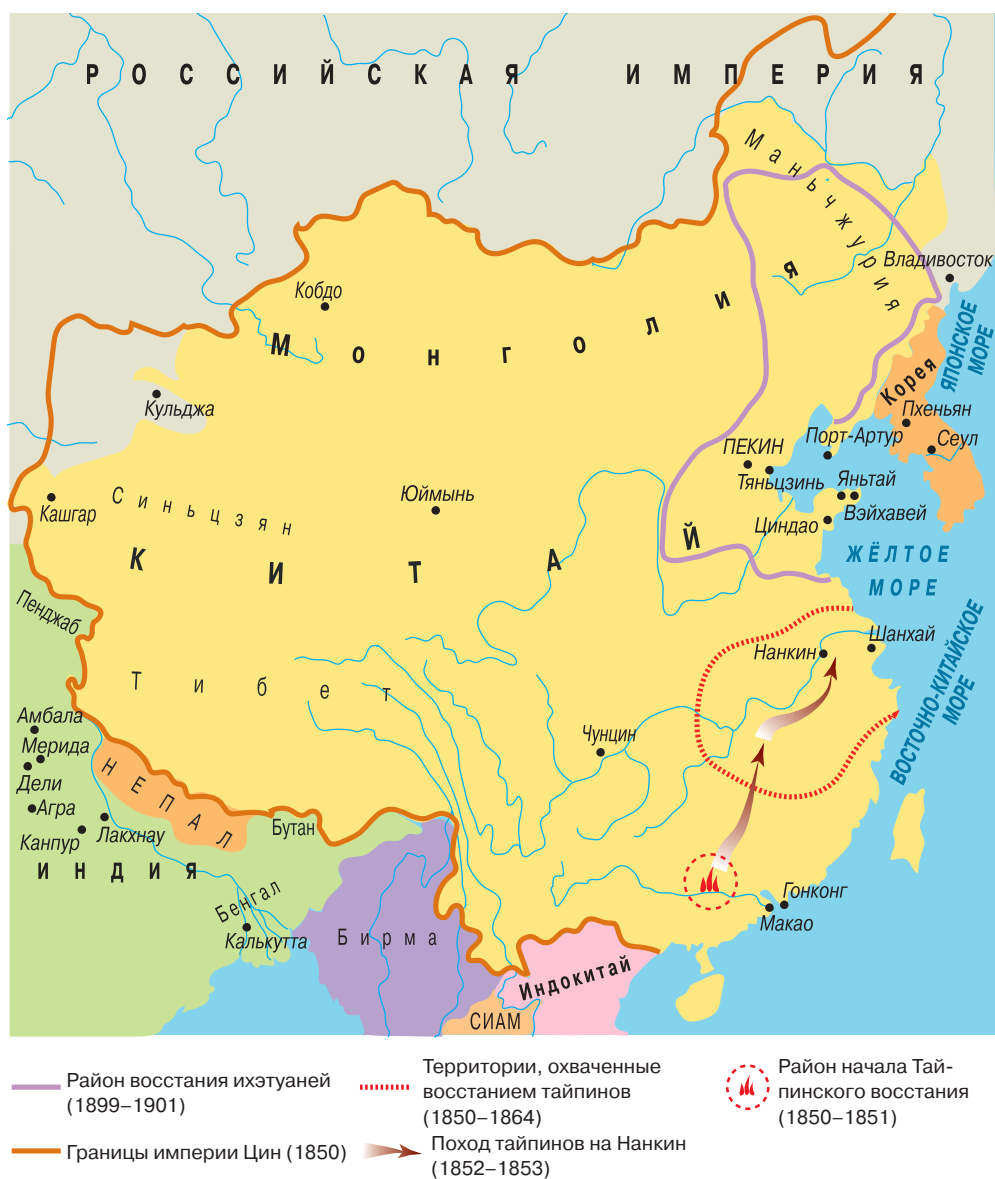 РОССИЙСКАЯ ИМПЕРИЯ
Маньчжурия
Владивосток
Кобдо
Монголия
ЯПОНСКОЕ
МОРЕ
Корея
Кульджа
Пхеньян
ПЕКИН
Порт-Артур
Сеул
Тяньцзинь
Яньтай
Юймынь
Синьцзян
Кашгар
Циндао
Вэйхавей
КИТАЙ
ЖЁЛТОЕ
МОРЕ
Пенджаб
Шанхай
Нанкин
Тибет
ВОСТОЧНО-КИТАЙСКОЕ
МОРЕ
Амбала
Мерида
Чунцин
Дели
НЕПАЛ
Агра
Лакхнау
Бутан
Канпур
ИНДИЯ
Бенгал
Гонконг
Макао
Калькутта
Бирма
Индокитай
СИАМ
Район восстания ихэтуаней
(1899–1901)
Границы империи Цин (1850)
Территории, охваченные
восстанием тайпинов
(1850–1864)
Поход тайпинов на Нанкин
(1852–1853)
Район начала Тай-
пинского восстания
(1850–1851)